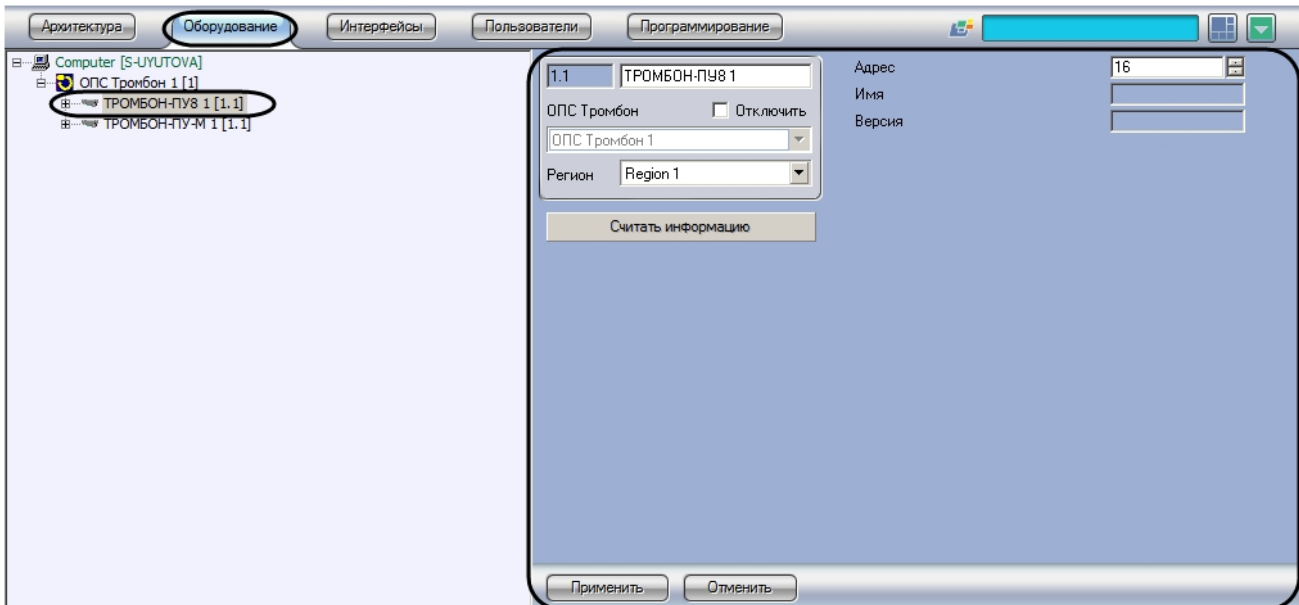 Архитектура Оборудование Интерфейсы Пользователи Программирование
Computer [S-UYUTOVA]
ОПС Тромбон 1 [1]
ТРОМБОН-ПУ8 1 [1.1]
ТРОМБОН-ПУ-М 1 [1.1]
1.1 ТРОМБОН-ПУ8 1
ОПС Тромбон Отключить
ОПС Тромбон 1
Регион Region 1
Считать информацию
Адрес 16
Имя
Версия
Применить Отменить